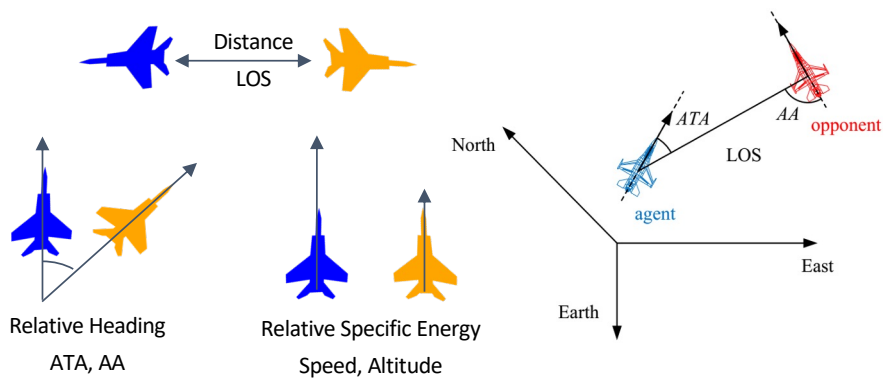 Distance
LOS
Relative Heading
ATA, AA
Relative Specific Energy
Speed, Altitude
ATA
AA
opponent
North
LOS
agent
East
Earth